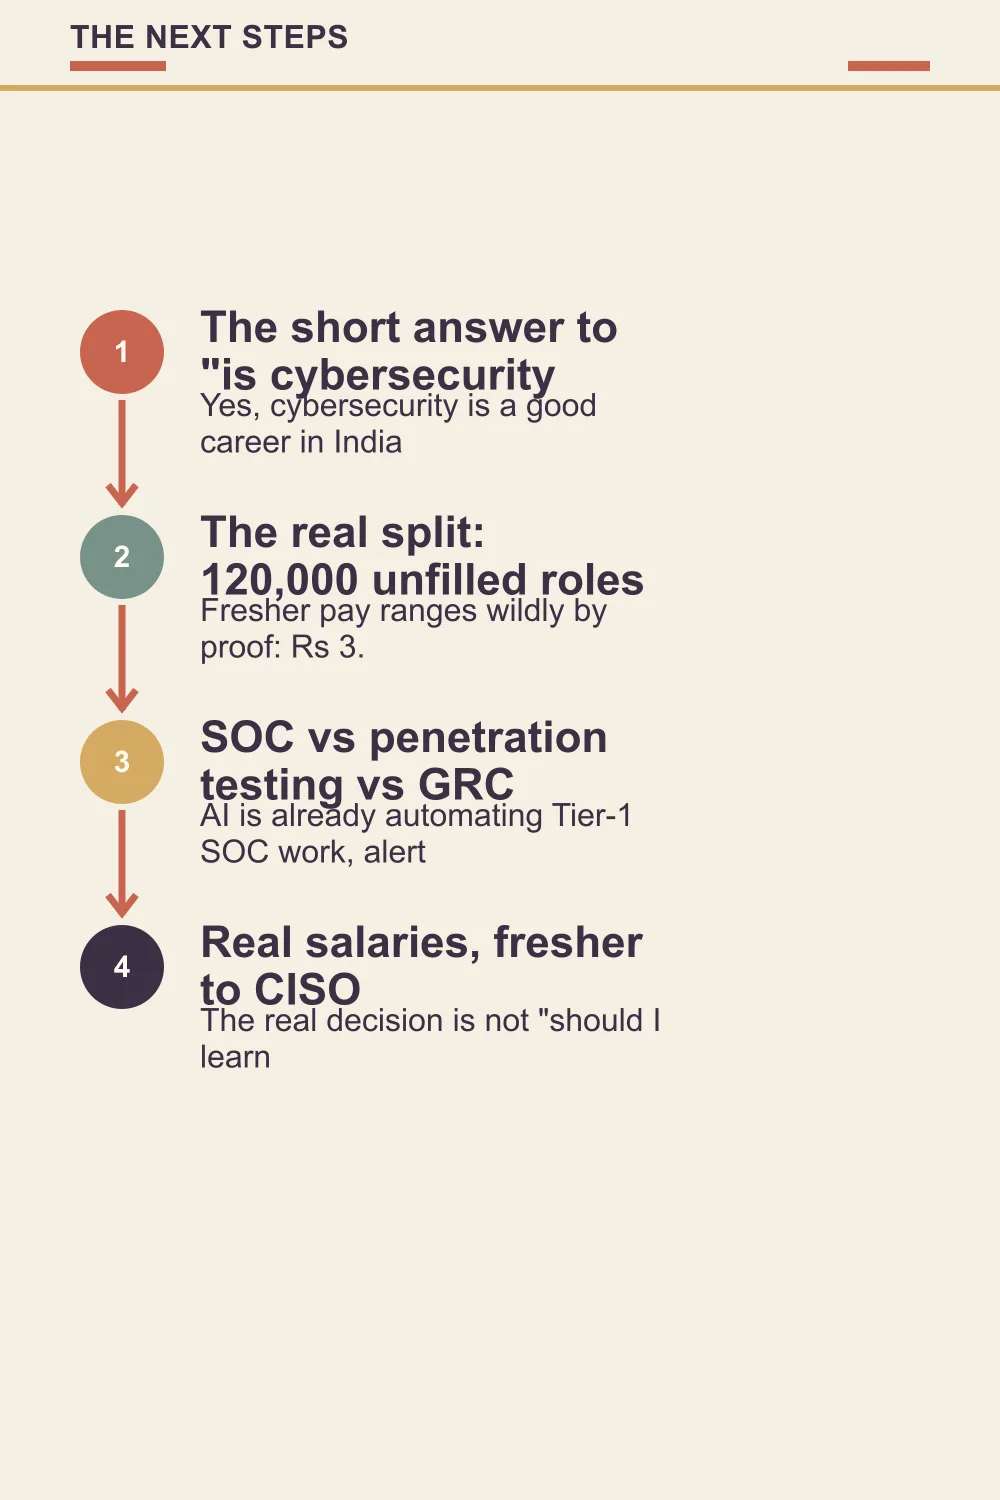 THE NEXT STEPS
1
The short answer to
"is cybersecurity
Yes, cybersecurity is a good
career in India
2
The real split:
120,000 unfilled roles
Fresher pay ranges wildly by
proof: Rs 3.
3
SOC vs penetration
testing vs GRC
AI is already automating Tier-1
SOC work, alert
4
Real salaries, fresher
to CISO
The real decision is not "should I
learn